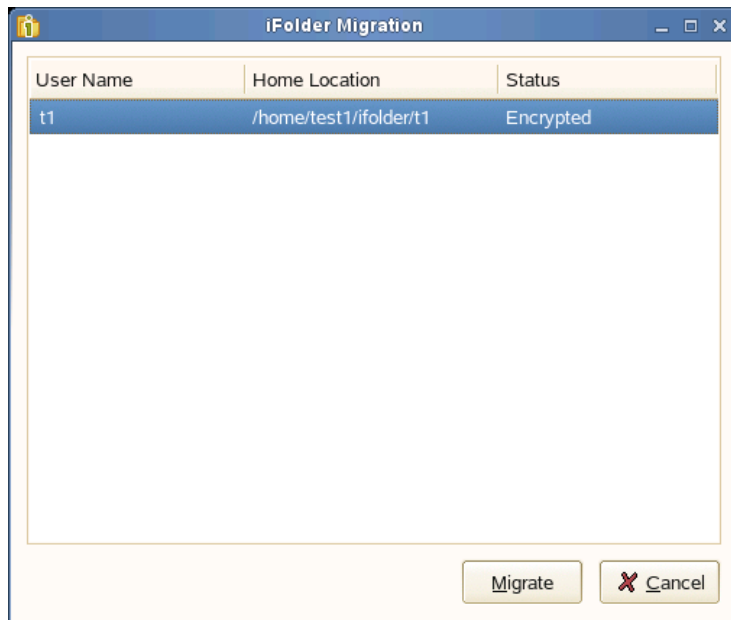 iFolder Migration
User Name Home Location Status
t1 /home/test1/ifolder/t1 Encrypted
Migrate Cancel